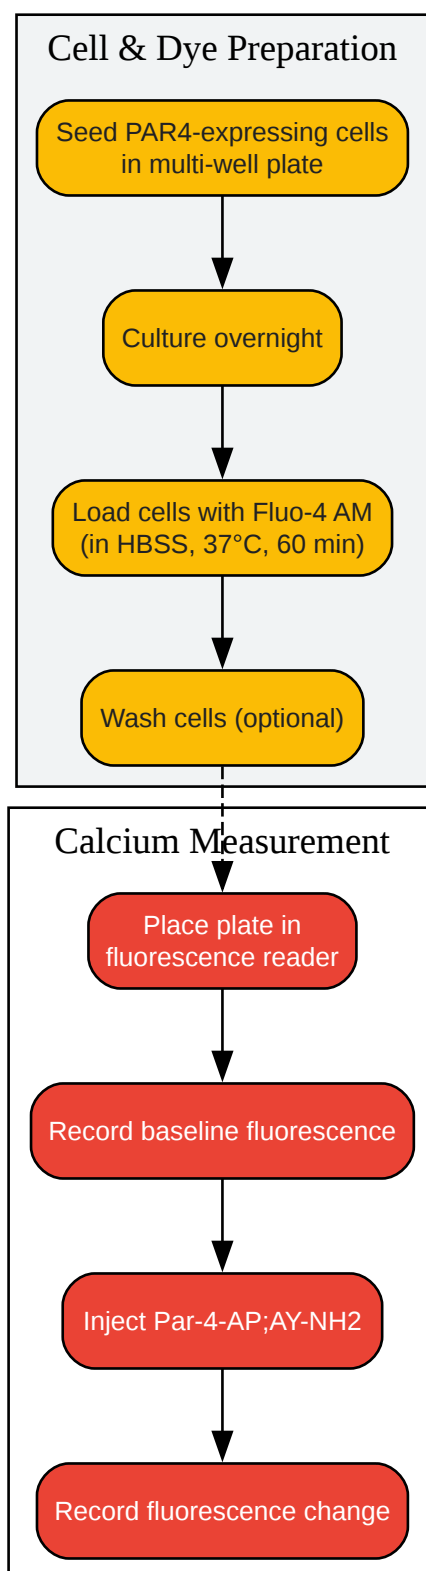 Cell & Dye Preparation
Seed PAR4-expressing cells
in multi-well plate
Culture overnight
Load cells with Fluo-4 AM
(in HBSS, 37°C, 60 min)
Wash cells (optional)
Calcium Measurement
Place plate in
fluorescence reader
Record baseline fluorescence
Inject Par-4-AP;AY-NH2
Record fluorescence change